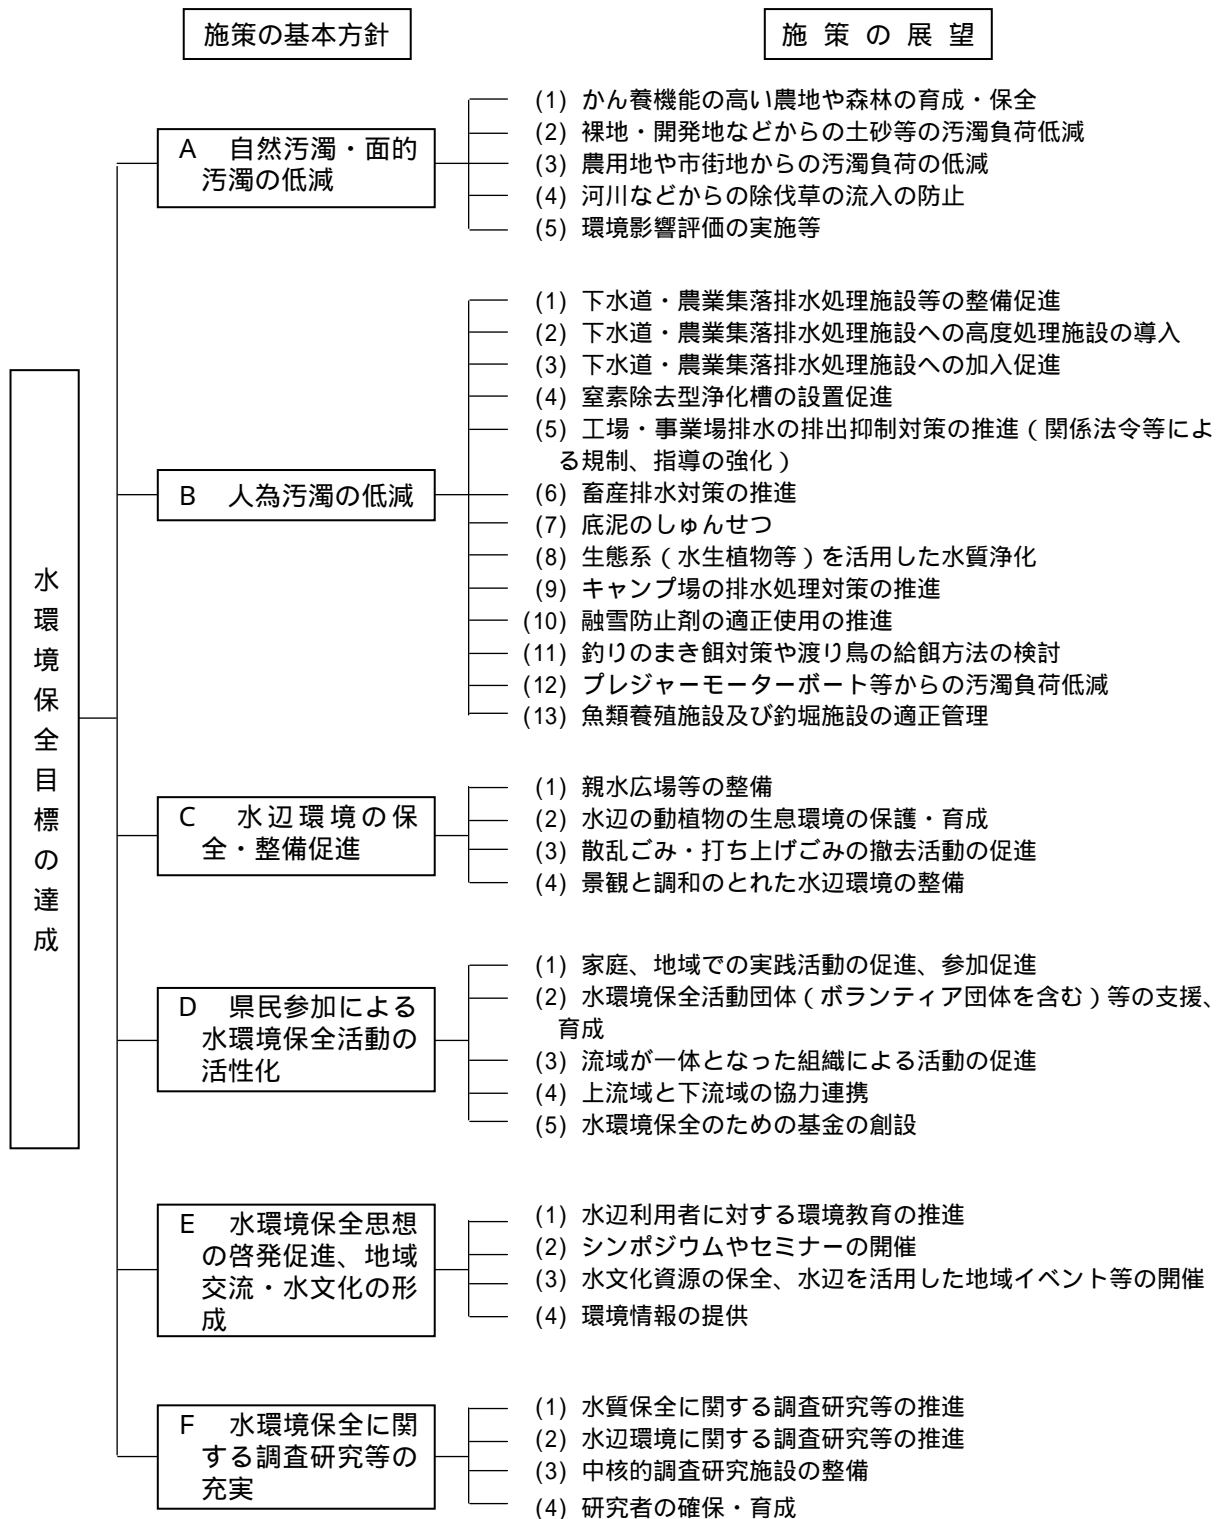 施策の基本方針
施策の展望
水環境保全目標の達成
A 自然汚濁・面的
汚濁の低減
(1) かん養機能の高い農地や森林の育成・保全
(2) 裸地・開発地などからの土砂等の汚濁負荷低減
(3) 農用地や市街地からの汚濁負荷の低減
(4) 河川などからの除伐草の流入の防止
(5) 環境影響評価の実施等
B 人為汚濁の低減
(1) 下水道・農業集落排水処理施設等の整備促進
(2) 下水道・農業集落排水処理施設への高度処理施設の導入
(3) 下水道・農業集落排水処理施設への加入促進
(4) 窒素除去型浄化槽の設置促進
(5) 工場・事業場排水の排出抑制対策の推進（関係法令等によ
る規制、指導の強化）
(6) 畜産排水対策の推進
(7) 底泥のしゅんせつ
(8) 生態系（水生植物等）を活用した水質浄化
(9) キャンプ場の排水処理対策の推進
(10) 融雪防止剤の適正使用の推進
(11) 釣りのまき餌対策や渡り鳥の給餌方法の検討
(12) プレジャーモーターボート等からの汚濁負荷低減
(13) 魚類養殖施設及び釣堀施設の適正管理
C 水辺環境の保
全・整備促進
(1) 親水広場等の整備
(2) 水辺の動植物の生息環境の保護・育成
(3) 散乱ごみ・打ち上げごみの撤去活動の促進
(4) 景観と調和のとれた水辺環境の整備
D 県民参加による
水環境保全活動の
活性化
(1) 家庭、地域での実践活動の促進、参加促進
(2) 水環境保全活動団体（ボランティア団体を含む）等の支援、
育成
(3) 流域が一体となった組織による活動の促進
(4) 上流域と下流域の協力連携
(5) 水環境保全のための基金の創設
E 水環境保全思想
の啓発促進、地域
交流・水文化の形
成
(1) 水辺利用者に対する環境教育の推進
(2) シンポジウムやセミナーの開催
(3) 水文化資源の保全、水辺を活用した地域イベント等の開催
(4) 環境情報の提供
F 水環境保全に関
する調査研究等の
充実
(1) 水質保全に関する調査研究等の推進
(2) 水辺環境に関する調査研究等の推進
(3) 中核的調査研究施設の整備
(4) 研究者の確保・育成